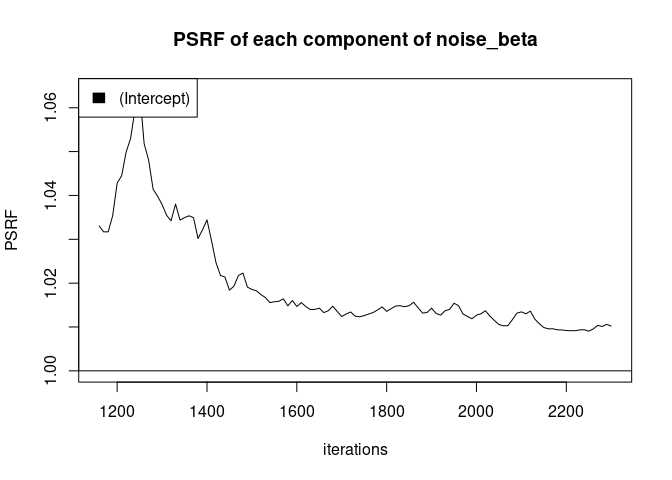 PSRF of each component of noise_beta
(Intercept)
PSRF
1.06
1.04
1.02
1.00
1200 1400 1600 1800 2000 2200
iterations